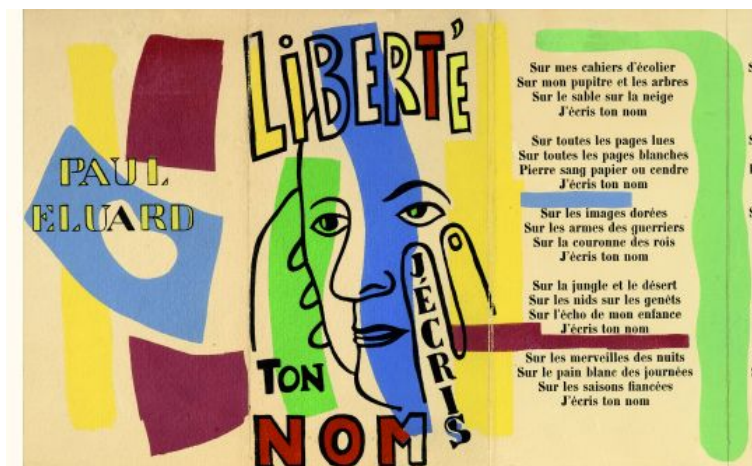 PAUL
ELUARD
LiBERTÉ
J'ÉCRIS
TON
NOM
Sur mes cahiers d'écolier
Sur mon pupitre et les arbres
Sur le sable sur la neige
J'écris ton nom
Sur toutes les pages lues
Sur toutes les pages blanches
Pierre sang papier ou cendre
J'écris ton nom
Sur les images dorées
Sur les armes des guerriers
Sur la couronne des rois
J'écris ton nom
Sur la jungle et le désert
Sur les nids sur les genêts
Sur l'écho de mon enfance
J'écris ton nom
Sur les merveilles des nuits
Sur le pain blanc des journées
Sur les saisons fiancées
J'écris ton nom